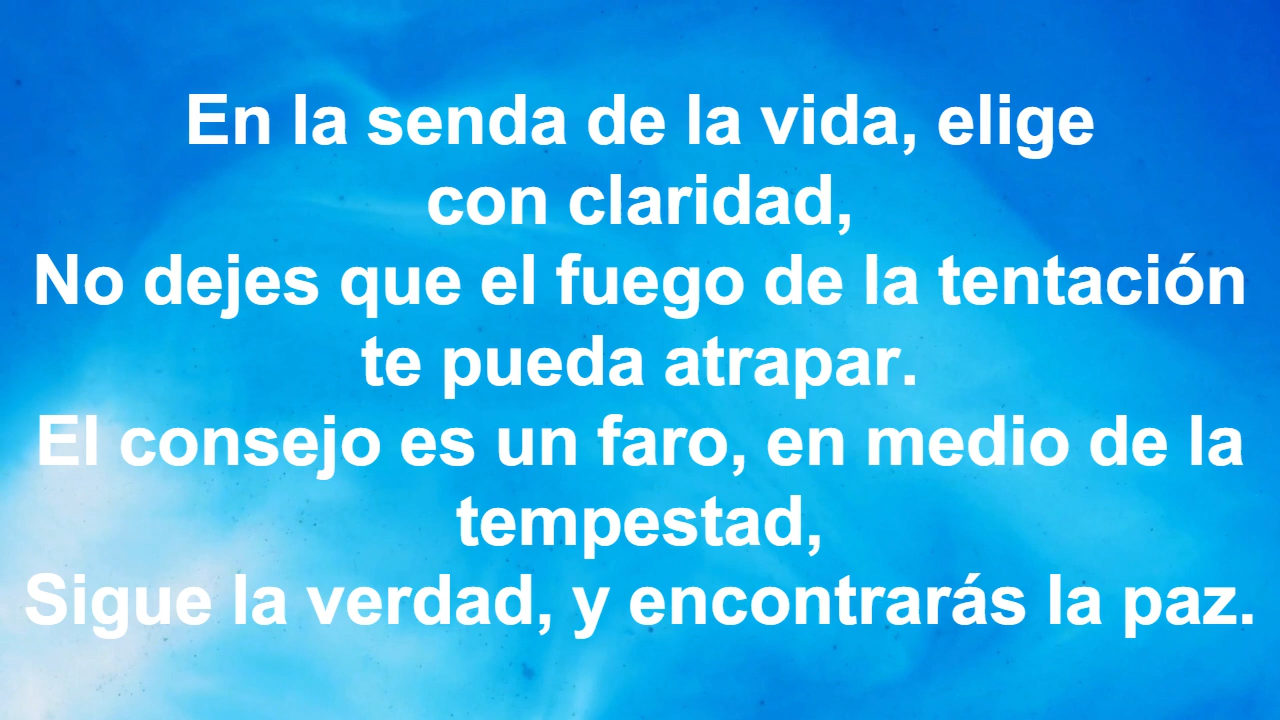 En la senda de la vida, elige
con claridad,
No dejes que el fuego de la tentación
te pueda atrapar.
El consejo es un faro, en medio de la
tempestad,
Sigue la verdad, y encontrarás la paz.